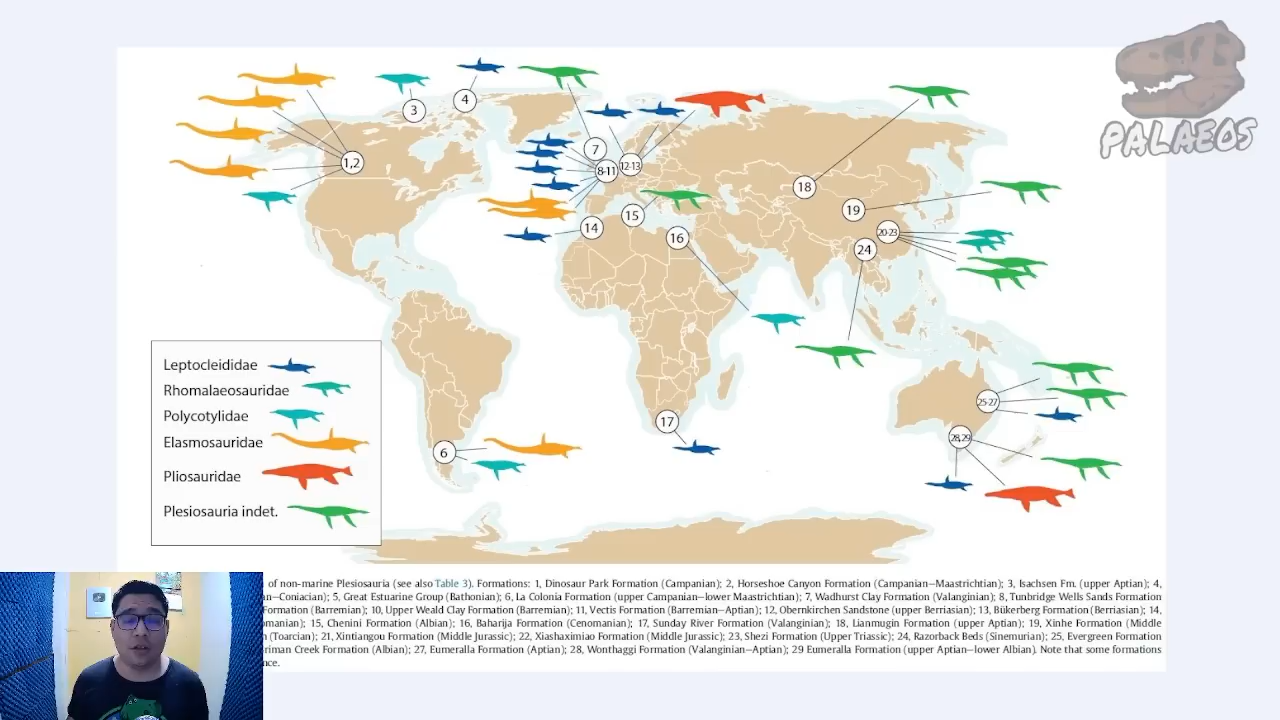 PALAEOS
3
4
7
1,2
8-11
12-13
18
19
15
14
16
20-23
24
25-27
17
28,29
6
Leptocleididae
Rhomalaeosauridae
Polycotylidae
Elasmosauridae
Pliosauridae
Plesiosauria indet.
of non-marine Plesiosauria (see also Table 3). Formations: 1, Dinosaur Park Formation (Campanian); 2, Horseshoe Canyon Formation (Campanian–Maastrichtian); 3, Isachsen Fm. (upper Aptian); 4,
n–Coniacian); 5, Great Estuarine Group (Bathonian); 6, La Colonia Formation (upper Campanian–lower Maastrichtian); 7, Wadhurst Clay Formation (Valanginian); 8, Tunbridge Wells Sands Formation
Formation (Barremian); 10, Upper Weald Clay Formation (Barremian); 11, Vectis Formation (Barremian–Aptian); 12, Obernkirchen Sandstone (upper Berriasian); 13, Bükerberg Formation (Berriasian); 14,
omanian); 15, Chenini Formation (Albian); 16, Baharija Formation (Cenomanian); 17, Sunday River Formation (Valanginian); 18, Lianmugin Formation (upper Aptian); 19, Xinhe Formation (Middle
n (Toarcian); 21, Xintiangou Formation (Middle Jurassic); 22, Xiashaximiao Formation (Middle Jurassic); 23, Shezi Formation (Upper Triassic); 24, Razorback Beds (Sinemurian); 25, Evergreen Formation
riman Creek Formation (Albian); 27, Eumeralla Formation (Aptian); 28, Wonthaggi Formation (Valanginian–Aptian); 29 Eumeralla Formation (upper Aptian–lower Albian). Note that some formations
nce.